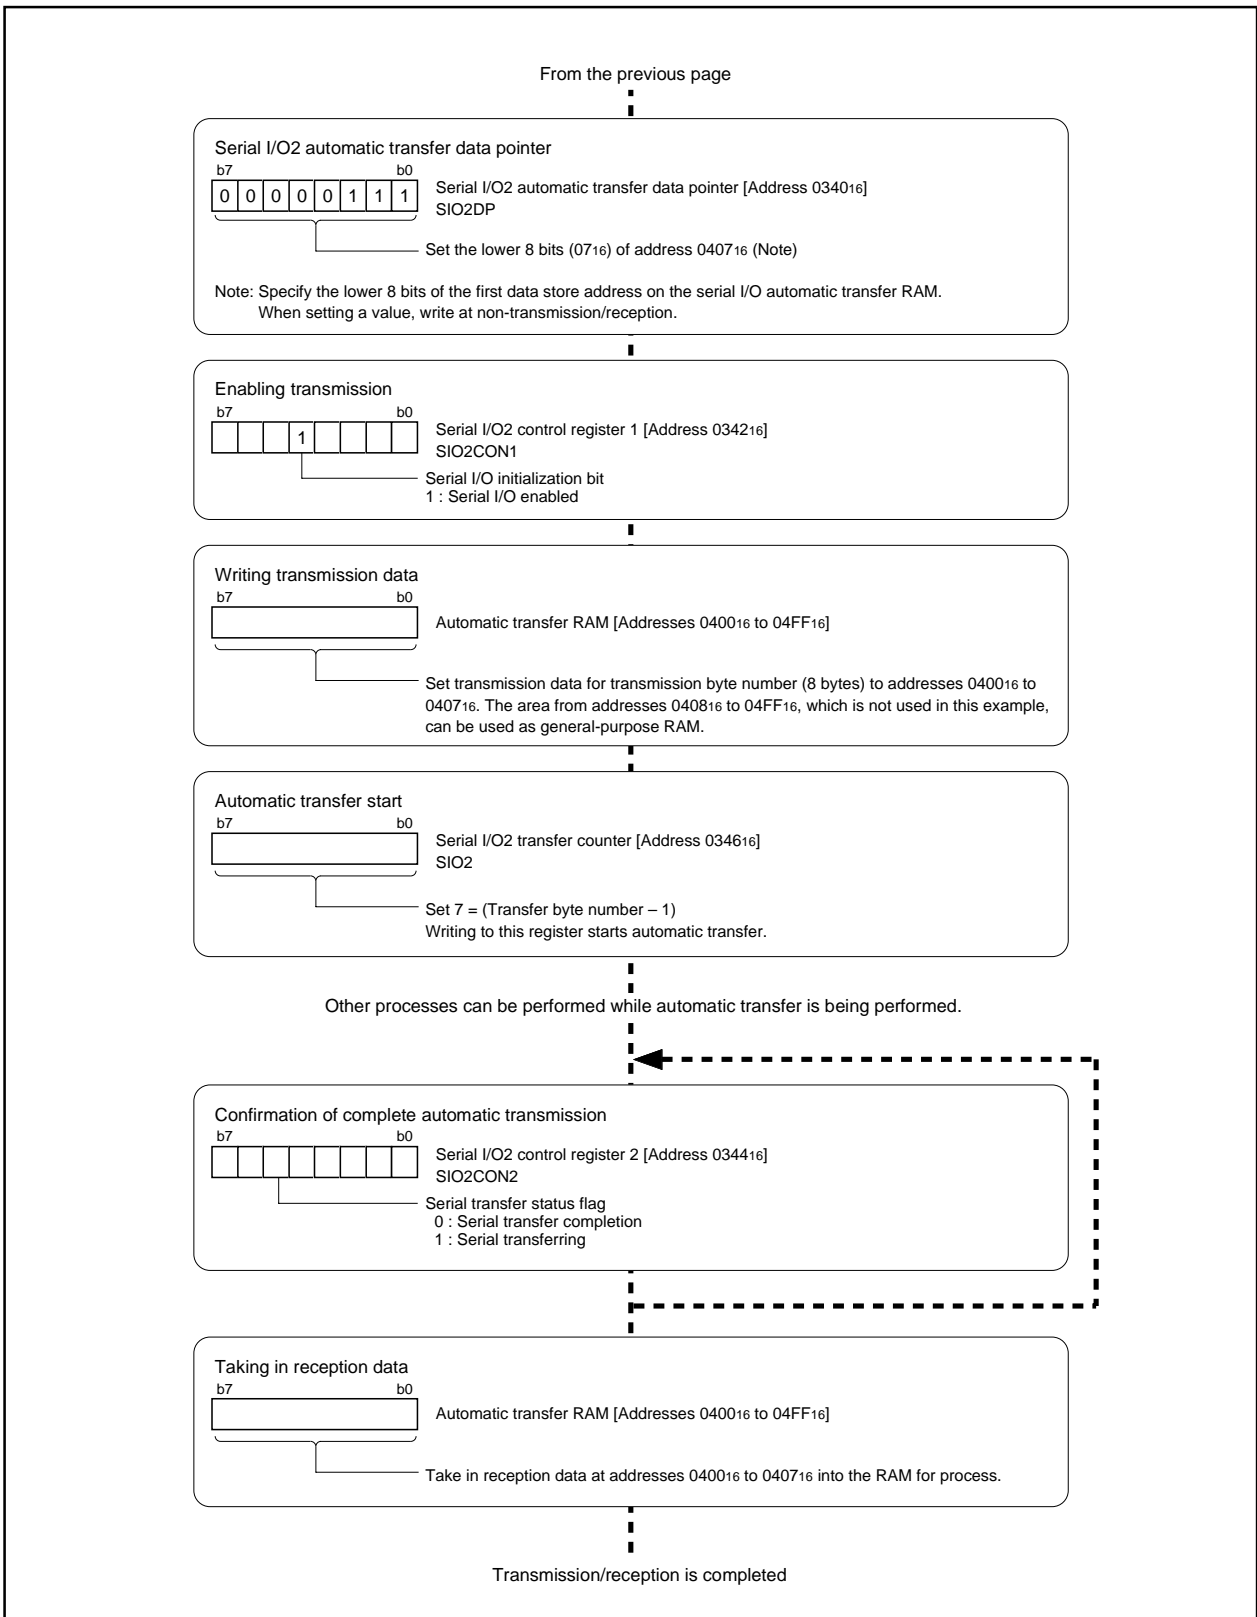 From the previous page
Serial I/O2 automatic transfer data pointer
b7 b0
0 0 0 0 0 1 1 1
Serial I/O2 automatic transfer data pointer [Address 034016]
SIO2DP
Set the lower 8 bits (0716) of address 040716 (Note)
Note: Specify the lower 8 bits of the first data store address on the serial I/O automatic transfer RAM.
When setting a value, write at non-transmission/reception.
Enabling transmission
b7 b0
1
Serial I/O2 control register 1 [Address 034216]
SIO2CON1
Serial I/O initialization bit
1 : Serial I/O enabled
Writing transmission data
b7 b0
Automatic transfer RAM [Addresses 040016 to 04FF16]
Set transmission data for transmission byte number (8 bytes) to addresses 040016 to
040716. The area from addresses 040816 to 04FF16, which is not used in this example,
can be used as general-purpose RAM.
Automatic transfer start
b7 b0
Serial I/O2 transfer counter [Address 034616]
SIO2
Set 7 = (Transfer byte number – 1)
Writing to this register starts automatic transfer.
Other processes can be performed while automatic transfer is being performed.
Confirmation of complete automatic transmission
b7 b0
Serial I/O2 control register 2 [Address 034416]
SIO2CON2
Serial transfer status flag
0 : Serial transfer completion
1 : Serial transferring
Taking in reception data
b7 b0
Automatic transfer RAM [Addresses 040016 to 04FF16]
Take in reception data at addresses 040016 to 040716 into the RAM for process.
Transmission/reception is completed